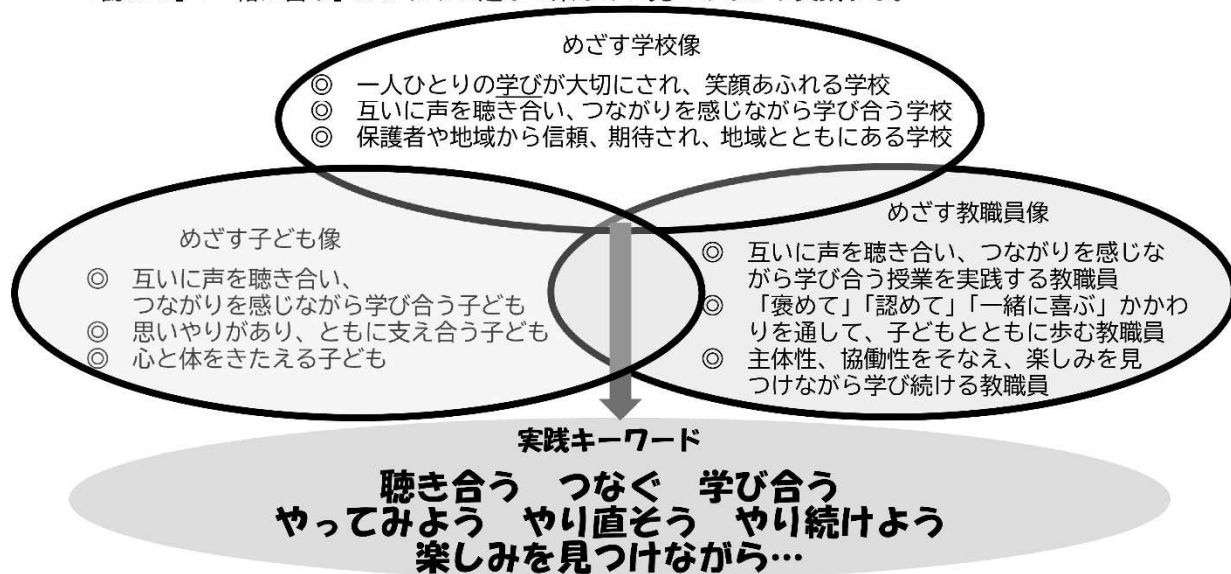 めざす学校像
◎ 一人ひとりの学びが大切にされ、笑顔あふれる学校
◎ 互いに声を聴き合い、つながりを感じながら学び合う学校
◎ 保護者や地域から信頼、期待され、地域とともにある学校
めざす子ども像
◎ 互いに声を聴き合い、
つながりを感じながら学び合う子ども
◎ 思いやりがあり、ともに支え合う子ども
◎ 心と体をきたえる子ども
めざす教職員像
◎ 互いに声を聴き合い、つながりを感じな
がら学び合う授業を実践する教職員
◎ 「褒めて」「認めて」「一緒に喜ぶ」かかわ
りを通して、子どもとともに歩む教職員
◎ 主体性、協働性をそなえ、楽しみを見
つけながら学び続ける教職員
実践キーワード
聴き合う つなぐ 学び合う
やってみよう やり直そう やり続けよう
楽しみを見つけながら…